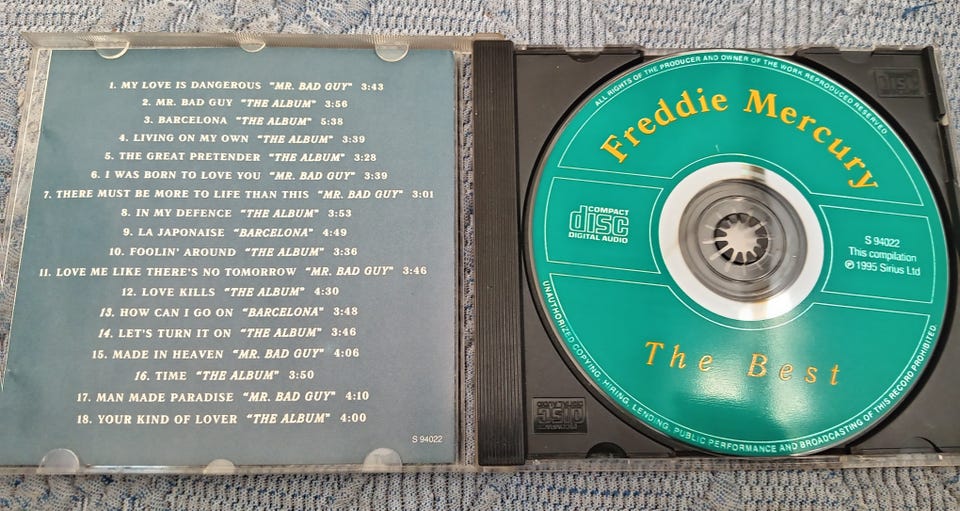 1. MY LOVE IS DANGEROUS "MR. BAD GUY" 3:43
2. MR. BAD GUY "THE ALBUM" 3:56
3. BARCELONA "THE ALBUM" 5:38
4. LIVING ON MY OWN "THE ALBUM" 3:39
5. THE GREAT PRETENDER "THE ALBUM" 3:28
6. I WAS BORN TO LOVE YOU "THE ALBUM" 3:39
7. THERE MUST BE MORE TO LIFE THAN THIS "MR. BAD GUY" 3:01
8. IN MY DEFENCE "THE ALBUM" 3:53
9. LA JAPONAISE "BARCELONA" 4:49
10. FOOLIN' AROUND "THE ALBUM" 3:36
11. LOVE ME LIKE THERE'S NO TOMORROW "MR. BAD GUY" 3:46
12. LOVE KILLS "THE ALBUM" 4:30
13. HOW CAN I GO ON "BARCELONA" 3:48
14. LET'S TURN IT ON "THE ALBUM" 3:46
15. MADE IN HEAVEN "MR. BAD GUY" 4:06
16. TIME "THE ALBUM" 3:50
17. MAN MADE PARADISE "MR. BAD GUY" 4:10
18. YOUR KIND OF LOVER "THE ALBUM" 4:00
S 94022
ALL RIGHTS OF THE PRODUCER AND OWNER OF THE WORK REPRODUCED RESERVED
Freddie Mercury
COMPACT
disc
DIGITAL AUDIO
S 94022
This compilation
℗ 1995 Sirius Ltd
The Best
UNAUTHORIZED COPYING, HIRING, LENDING, PUBLIC PERFORMANCE AND BROADCASTING OF THIS RECORD PROHIBITED
disc
disc